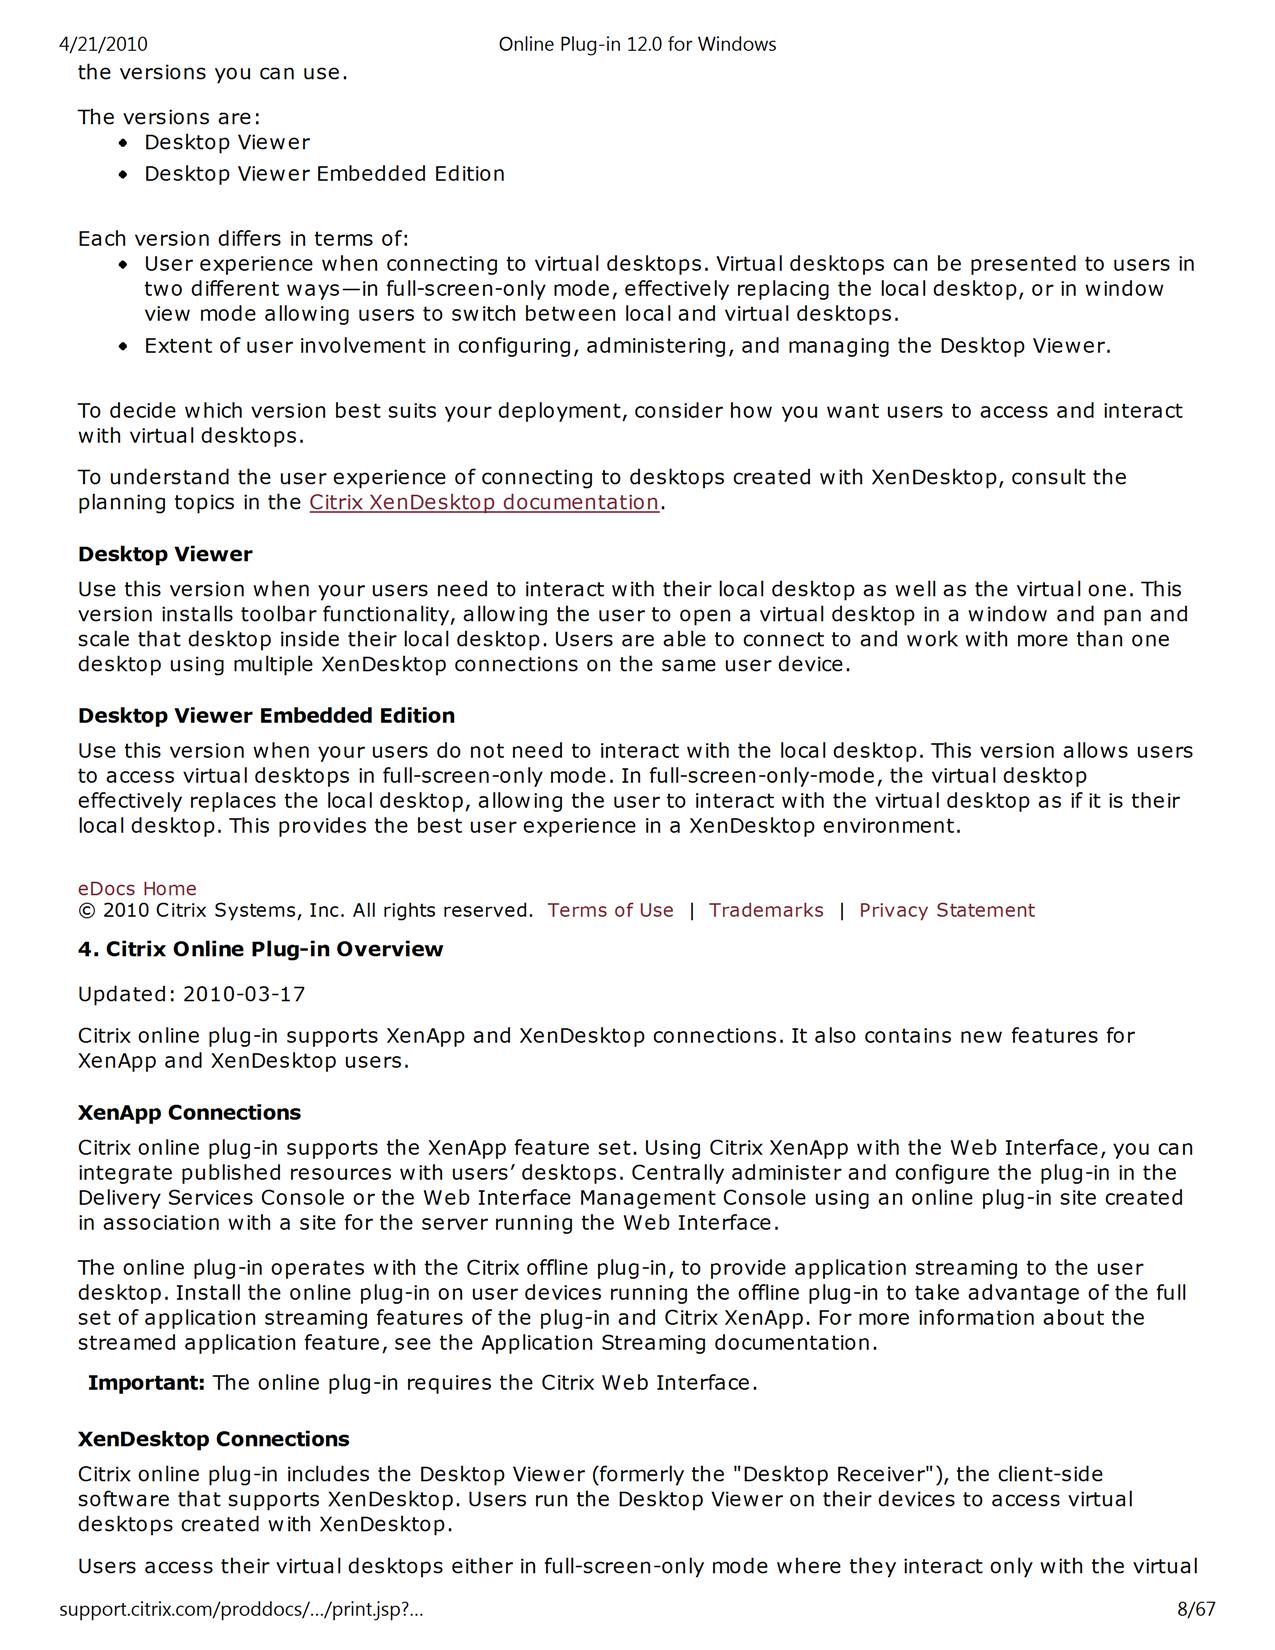 4/21/2010 Online Plug-in 12.0 for Windows
the versions you can use.
The versions are:
• Desktop Viewer
• Desktop Viewer Embedded Edition
Each version differs in terms of:
• User experience when connecting to virtual desktops. Virtual desktops can be presented to users in
two different ways—in full-screen-only mode, effectively replacing the local desktop, or in window
view mode allowing users to switch between local and virtual desktops.
• Extent of user involvement in configuring, administering, and managing the Desktop Viewer.
To decide which version best suits your deployment, consider how you want users to access and interact
with virtual desktops.
To understand the user experience of connecting to desktops created with XenDesktop, consult the
planning topics in the Citrix XenDesktop documentation.
Desktop Viewer
Use this version when your users need to interact with their local desktop as well as the virtual one. This
version installs toolbar functionality, allowing the user to open a virtual desktop in a window and pan and
scale that desktop inside their local desktop. Users are able to connect to and work with more than one
desktop using multiple XenDesktop connections on the same user device.
Desktop Viewer Embedded Edition
Use this version when your users do not need to interact with the local desktop. This version allows users
to access virtual desktops in full-screen-only mode. In full-screen-only-mode, the virtual desktop
effectively replaces the local desktop, allowing the user to interact with the virtual desktop as if it is their
local desktop. This provides the best user experience in a XenDesktop environment.
eDocs Home
© 2010 Citrix Systems, Inc. All rights reserved. Terms of Use | Trademarks | Privacy Statement
4. Citrix Online Plug-in Overview
Updated: 2010-03-17
Citrix online plug-in supports XenApp and XenDesktop connections. It also contains new features for
XenApp and XenDesktop users.
XenApp Connections
Citrix online plug-in supports the XenApp feature set. Using Citrix XenApp with the Web Interface, you can
integrate published resources with users’ desktops. Centrally administer and configure the plug-in in the
Delivery Services Console or the Web Interface Management Console using an online plug-in site created
in association with a site for the server running the Web Interface.
The online plug-in operates with the Citrix offline plug-in, to provide application streaming to the user
desktop. Install the online plug-in on user devices running the offline plug-in to take advantage of the full
set of application streaming features of the plug-in and Citrix XenApp. For more information about the
streamed application feature, see the Application Streaming documentation.
Important: The online plug-in requires the Citrix Web Interface.
XenDesktop Connections
Citrix online plug-in includes the Desktop Viewer (formerly the "Desktop Receiver"), the client-side
software that supports XenDesktop. Users run the Desktop Viewer on their devices to access virtual
desktops created with XenDesktop.
Users access their virtual desktops either in full-screen-only mode where they interact only with the virtual
support.citrix.com/proddocs/.../print.jsp?... 8/67